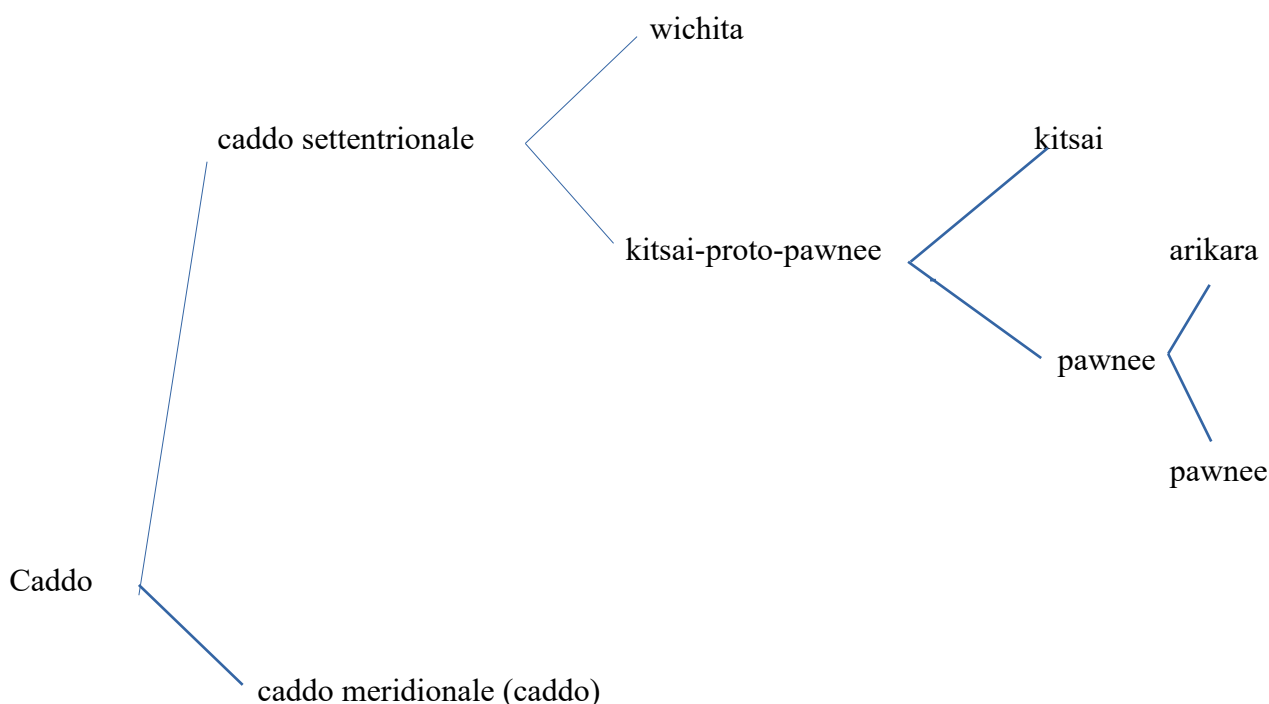 wichita
caddo settentrionale
kitsai
kitsai-proto-pawnee
arikara
pawnee
pawnee
Caddo
caddo meridionale (caddo)